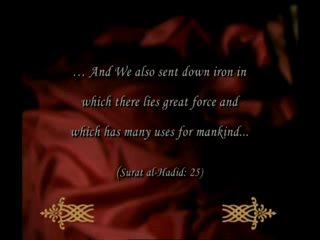 … And We also sent down iron in
which there lies great force and
which has many uses for mankind...
(Surat al-Hadid: 25)